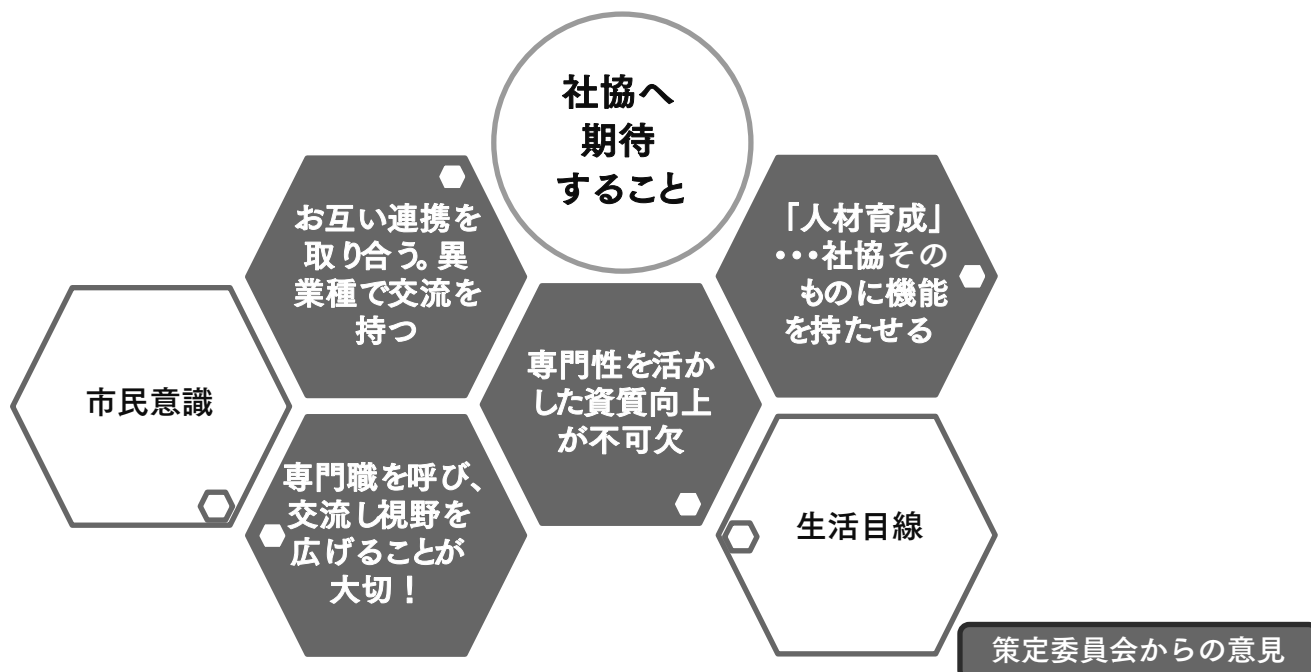 社協へ
期待
すること
お互い連携を
取り合う。異
業種で交流を
持つ
「人材育成」
・・・社協その
ものに機能
を持たせる
市民意識
専門性を活か
した資質向上
が不可欠
専門職を呼び、
交流し視野を
広げることが
大切！
生活目線
策定委員会からの意見